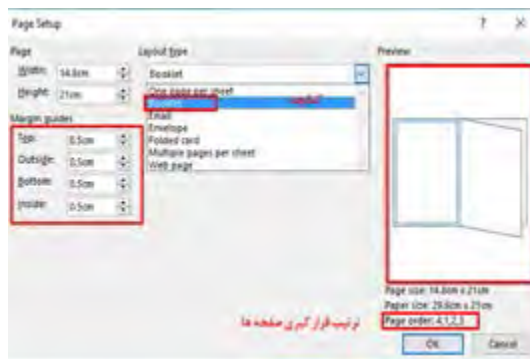 Page Setup ? ×
Page
Width: 14.8cm
Height: 21cm
Margin guides
Top: 0.5cm
Outside: 0.5cm
Bottom: 0.5cm
Inside: 0.5cm
Layout type
Booklet
One page per sheet
Booklet
Email
Envelope
Folded card
Multiple pages per sheet
Web page
Preview
Page size: 14.8cm x 21cm
Paper size: 29.6cm x 21cm
Page order: 4,1,2,3
ترتیب قرار گیری صفحه ها
OK Cancel